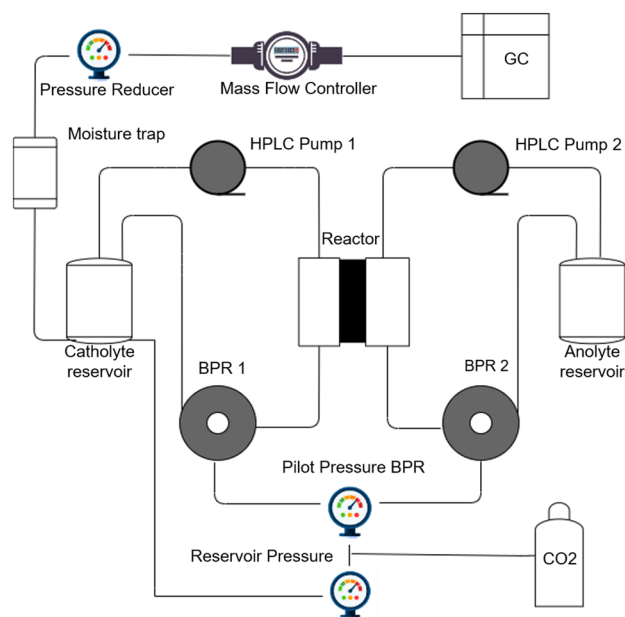 GC
Pressure Reducer
Mass Flow Controller
Moisture trap
HPLC Pump 1
HPLC Pump 2
Reactor
Catholyte
reservoir
Anolyte
reservoir
BPR 1
BPR 2
Pilot Pressure BPR
Reservoir Pressure
CO2